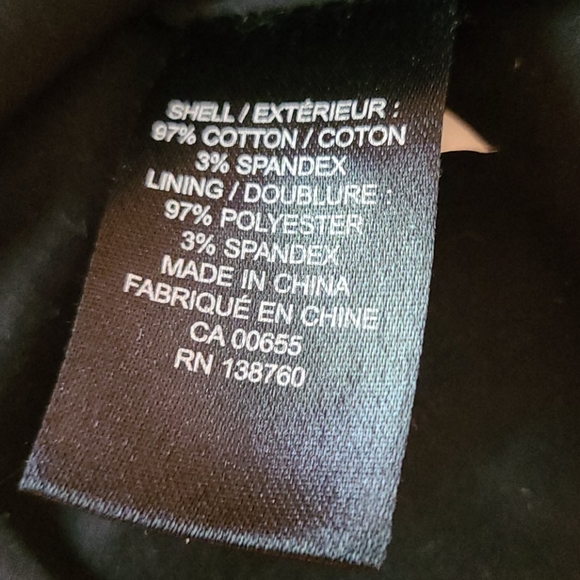 SHELL / EXTÉRIEUR :
97% COTTON / COTON
3% SPANDEX
LINING / DOUBLURE :
97% POLYESTER
3% SPANDEX
MADE IN CHINA
FABRIQUÉ EN CHINE
CA 00655
RN 138760